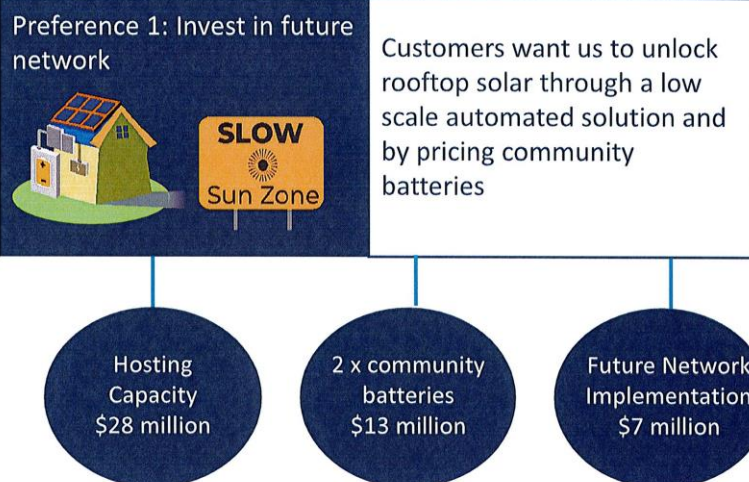 Preference 1: Invest in future
network
SLOW
Sun Zone
Customers want us to unlock
rooftop solar through a low
scale automated solution and
by pricing community
batteries
Hosting
Capacity
$28 million
2 x community
batteries
$13 million
Future Network
Implementation
$7 million